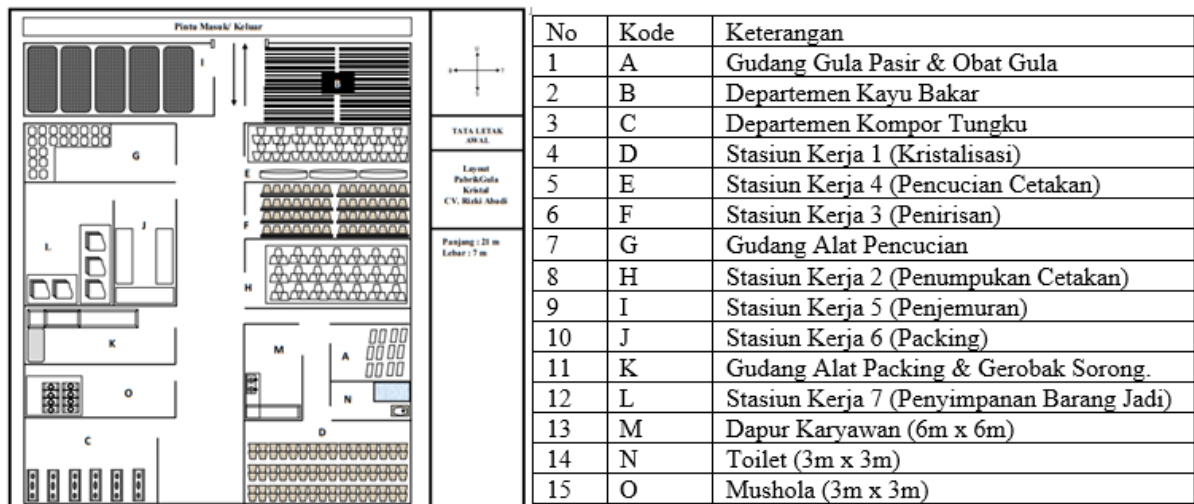 Pintu Masuk/ Keluar
I
B
G
E
F
J
L
H
K
M
A
O
N
C
D
TATA LETAK
AWAL
Layout
PabrikGula
Kristal
CV. Rizki Abadi
Panjang : 21 m
Lebar : 7 m
No Kode Keterangan
1 A Gudang Gula Pasir & Obat Gula
2 B Departemen Kayu Bakar
3 C Departemen Kompor Tungku
4 D Stasiun Kerja 1 (Kristalisasi)
5 E Stasiun Kerja 4 (Pencucian Cetakan)
6 F Stasiun Kerja 3 (Penirisan)
7 G Gudang Alat Pencucian
8 H Stasiun Kerja 2 (Penumpukan Cetakan)
9 I Stasiun Kerja 5 (Penjemuran)
10 J Stasiun Kerja 6 (Packing)
11 K Gudang Alat Packing & Gerobak Sorong.
12 L Stasiun Kerja 7 (Penyimpanan Barang Jadi)
13 M Dapur Karyawan (6m x 6m)
14 N Toilet (3m x 3m)
15 O Mushola (3m x 3m)